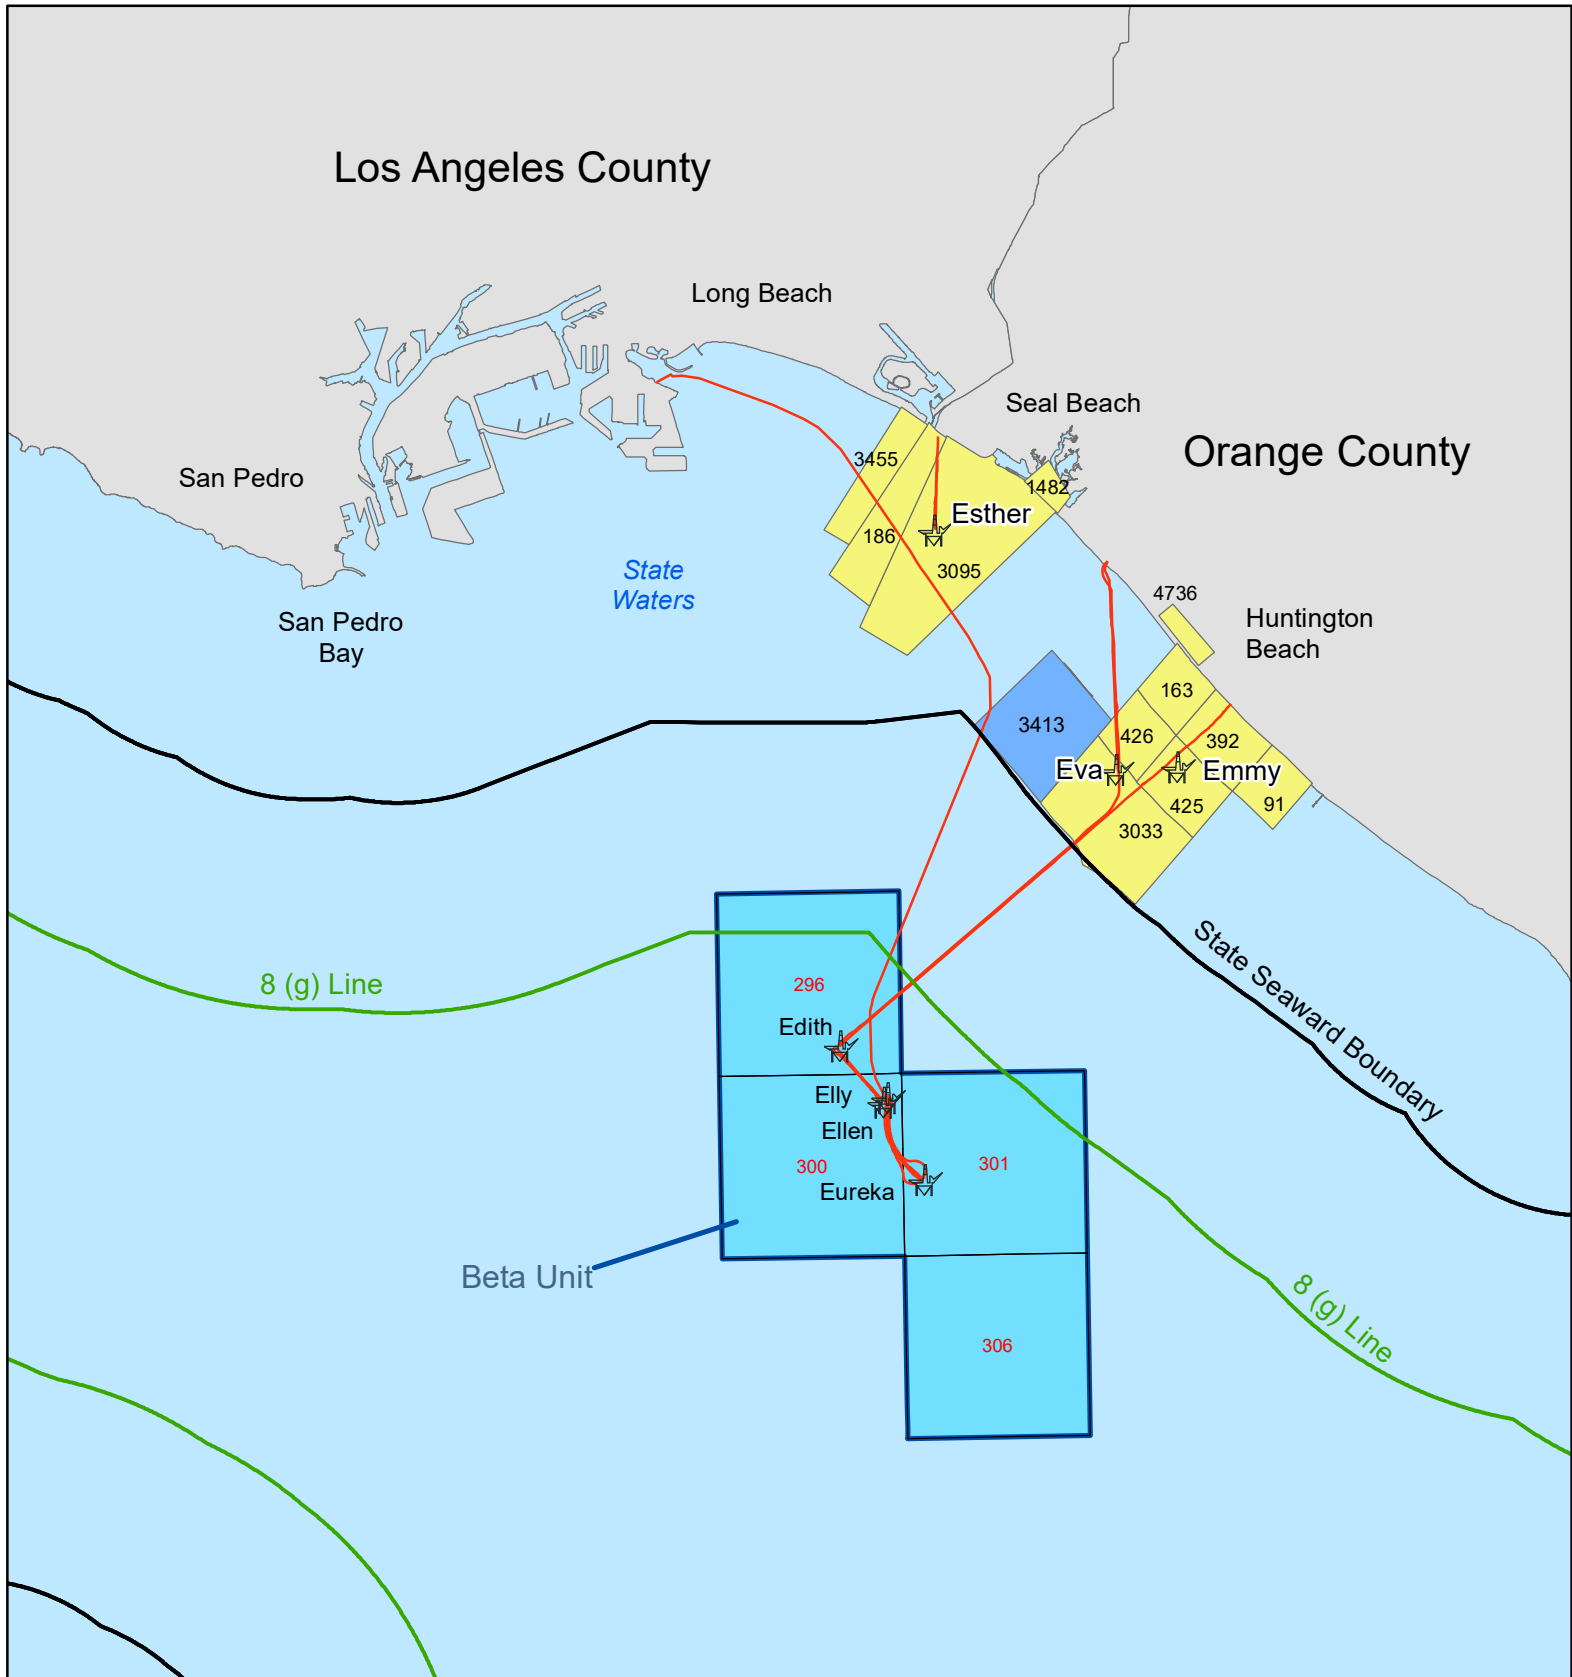 Los Angeles County
Long Beach
Seal Beach
Orange County
San Pedro
3455
1482
Esther
186
3095
State
Waters
4736
San Pedro
Bay
Huntington
Beach
163
3413
426
392
Eva
Emmy
425
91
3033
State Seaward Boundary
8 (g) Line
296
Edith
Elly
Ellen
300
301
Eureka
Beta Unit
8 (g) Line
306